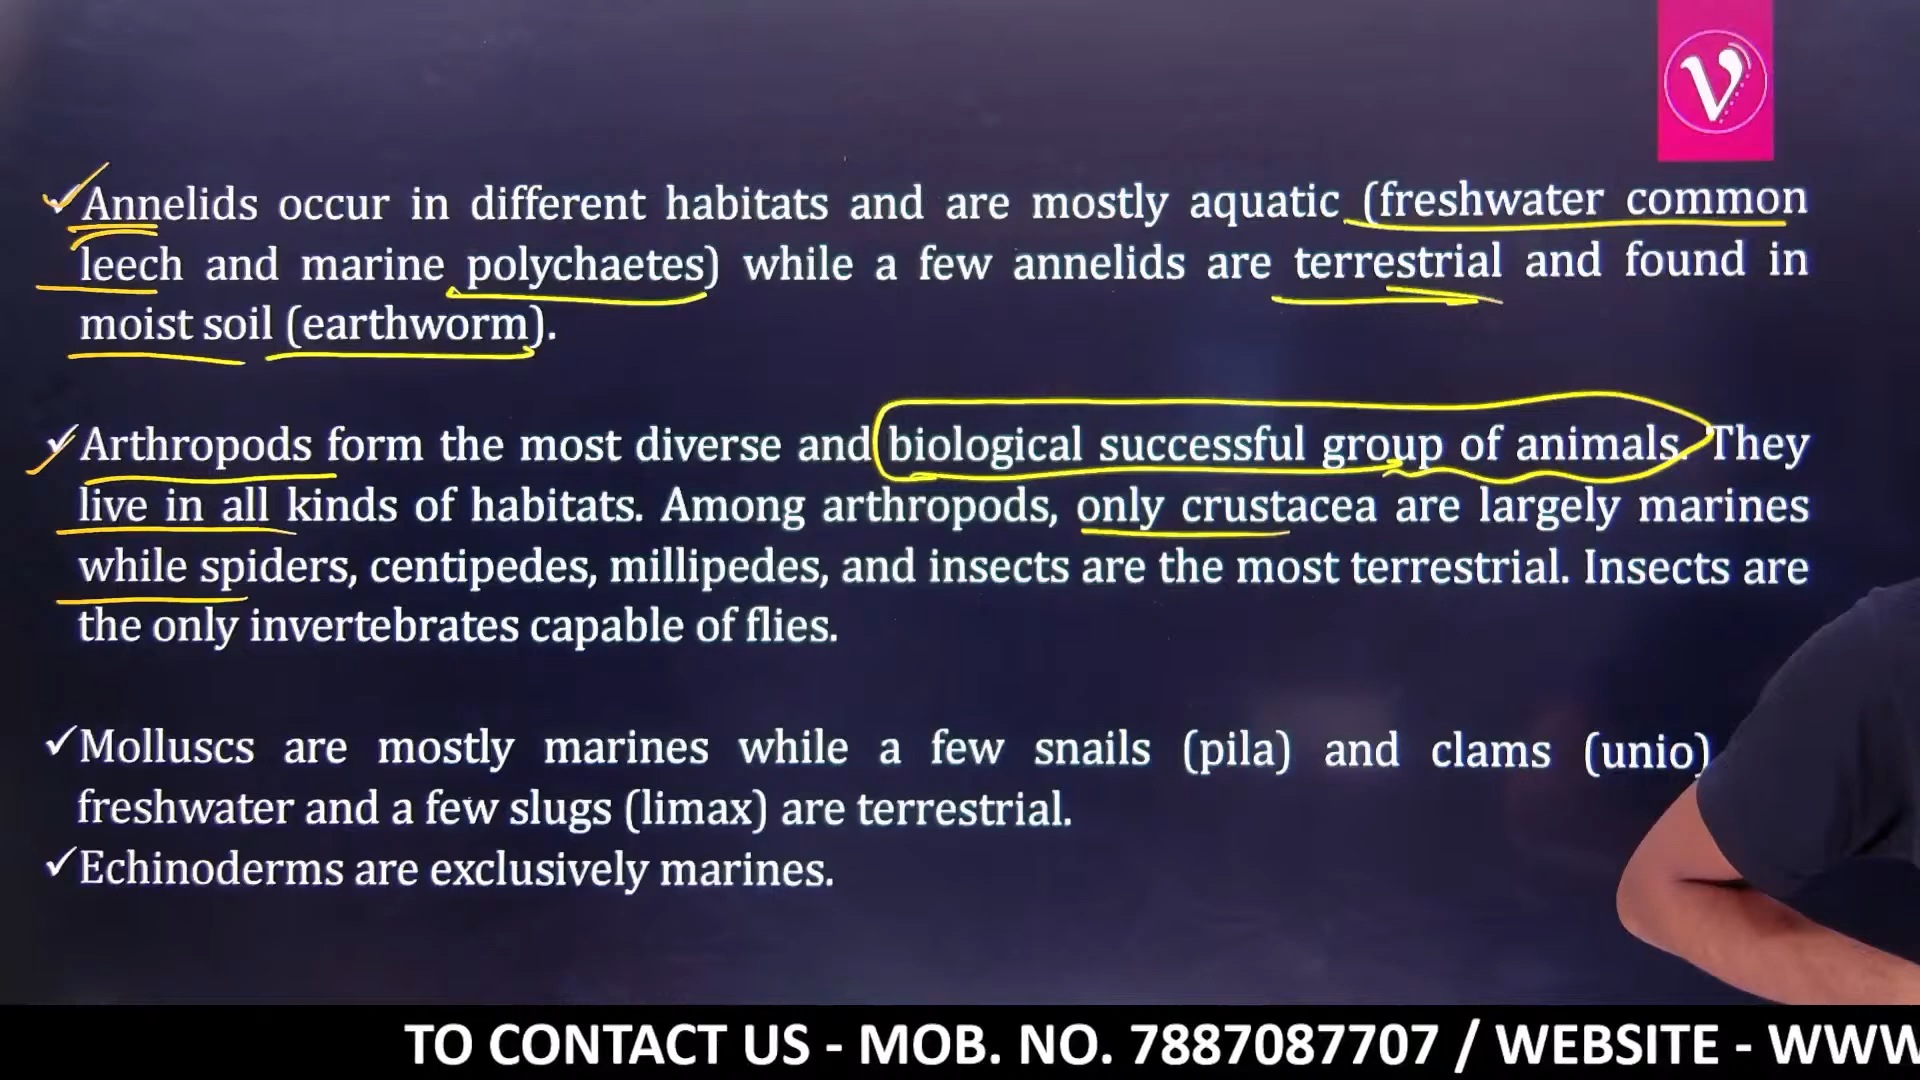 V
✓Annelids occur in different habitats and are mostly aquatic (freshwater common
leech and marine polychaetes) while a few annelids are terrestrial and found in
moist soil (earthworm).
✓Arthropods form the most diverse and biological successful group of animals. They
live in all kinds of habitats. Among arthropods, only crustacea are largely marines
while spiders, centipedes, millipedes, and insects are the most terrestrial. Insects are
the only invertebrates capable of flies.
✓Molluscs are mostly marines while a few snails (pila) and clams (unio)
freshwater and a few slugs (limax) are terrestrial.
✓Echinoderms are exclusively marines.
TO CONTACT US - MOB. NO. 7887087707 / WEBSITE - WWW